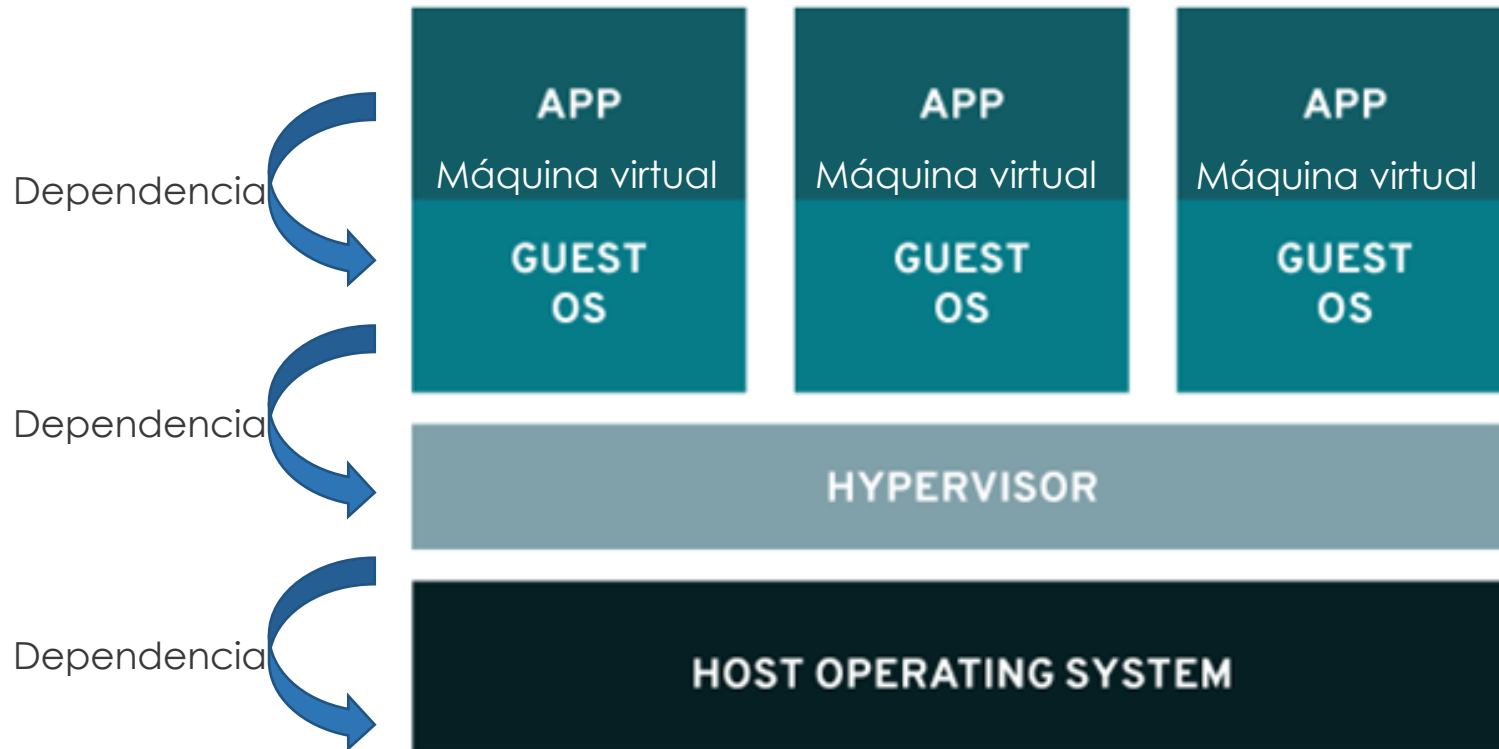 APP
APP
APP
Máquina virtual
Máquina virtual
Máquina virtual
Dependencia
GUEST
OS
GUEST
OS
GUEST
OS
Dependencia
HYPERVISOR
Dependencia
HOST OPERATING SYSTEM